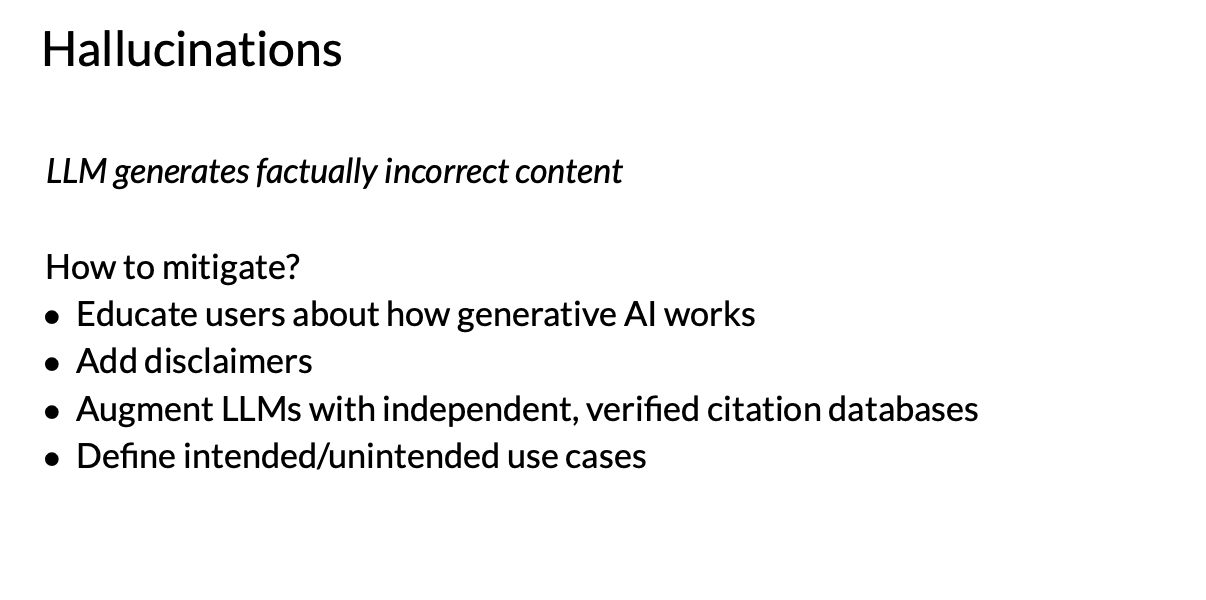 Hallucinations
LLM generates factually incorrect content
How to mitigate?
● Educate users about how generative AI works
● Add disclaimers
● Augment LLMs with independent, verified citation databases
● Define intended/unintended use cases